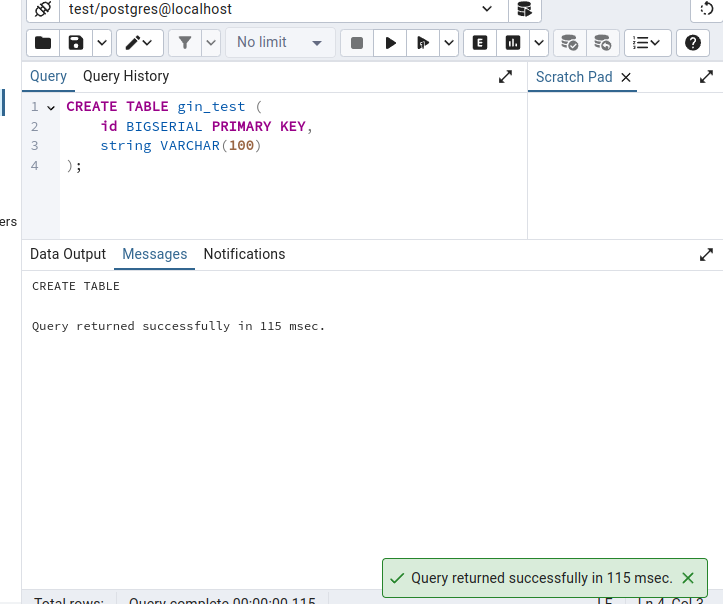 test/postgres@localhost
No limit
E
Query
Query History
Scratch Pad
1 CREATE TABLE gin_test (
2 id BIGSERIAL PRIMARY KEY,
3 string VARCHAR(100)
4 );
ers
Data Output
Messages
Notifications
CREATE TABLE
Query returned successfully in 115 msec.
Query returned successfully in 115 msec.
Total rows:
Query complete 00:00:00.115
LF
Ln 4, Col 3